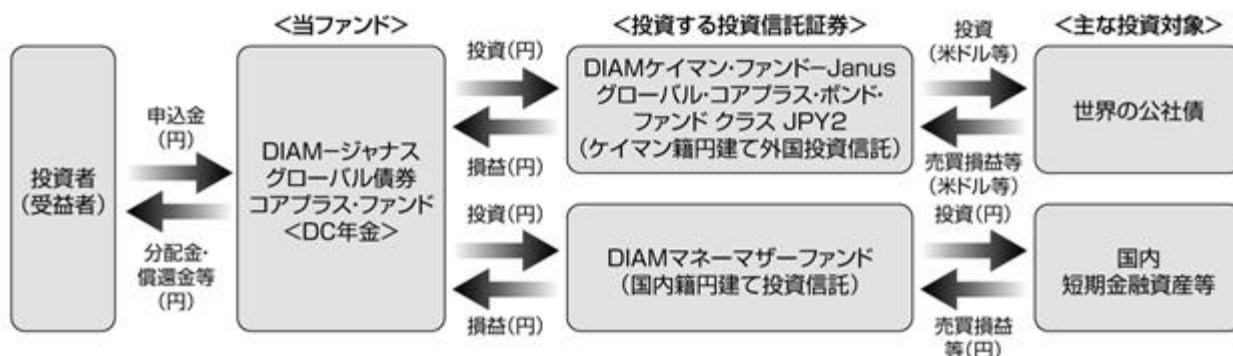 <当ファンド>
<投資する投資信託証券>
<主な投資対象>
投資者
(受益者)
申込金
(円)
分配金・
償還金等
(円)
DIAMージャナス
グローバル債券
コアプラス・ファンド
<DC年金>
投資(円)
損益(円)
DIAMケイマン・ファンドーJanus
グローバル・コアプラス・ボンド・
ファンド クラス JPY2
(ケイマン籍円建て外国投資信託)
投資
(米ドル等)
売買損益等
(米ドル等)
世界の公社債
投資(円)
損益(円)
DIAMマネーマザーファンド
(国内籍円建て投資信託)
投資(円)
売買損益
等(円)
国内
短期金融資産等